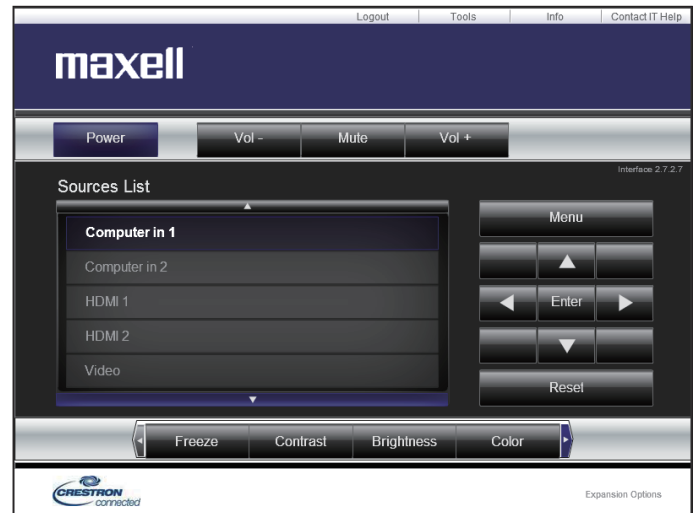 Logout Tools Info Contact IT Help
maxell
Power Vol - Mute Vol +
Interface 2.7.2.7
Sources List
Menu
Computer in 1
Computer in 2
HDMI 1
Enter
HDMI 2
Video
Reset
Freeze Contrast Brightness Color
CRESTRON
connected
Expansion Options